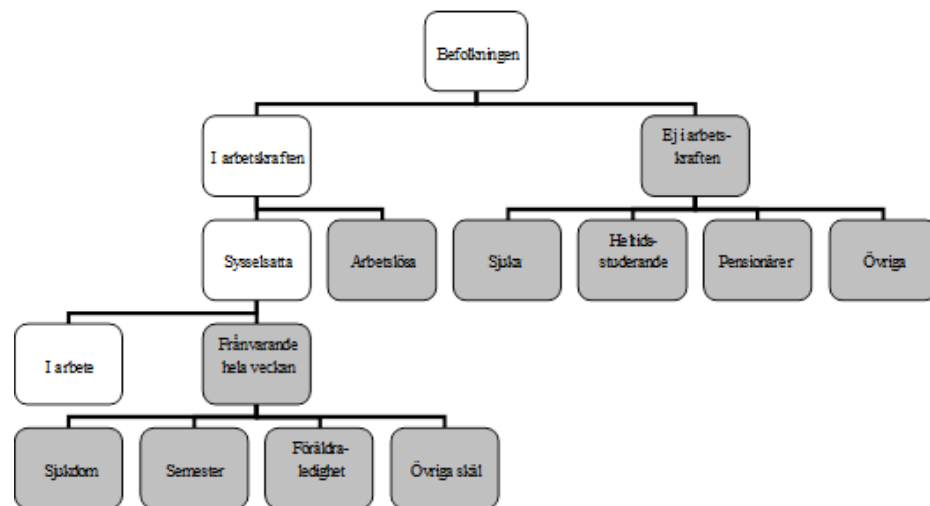 Befolkningen
I arbetskraften
Ej i arbets-
kraften
Sysselsatta
Arbetslösa
Sjuka
Heltids-
studerande
Pensionärer
Övriga
I arbete
Frånvarande
hela veckan
Sjukdom
Semester
Föräldra-
ledighet
Övriga skäl